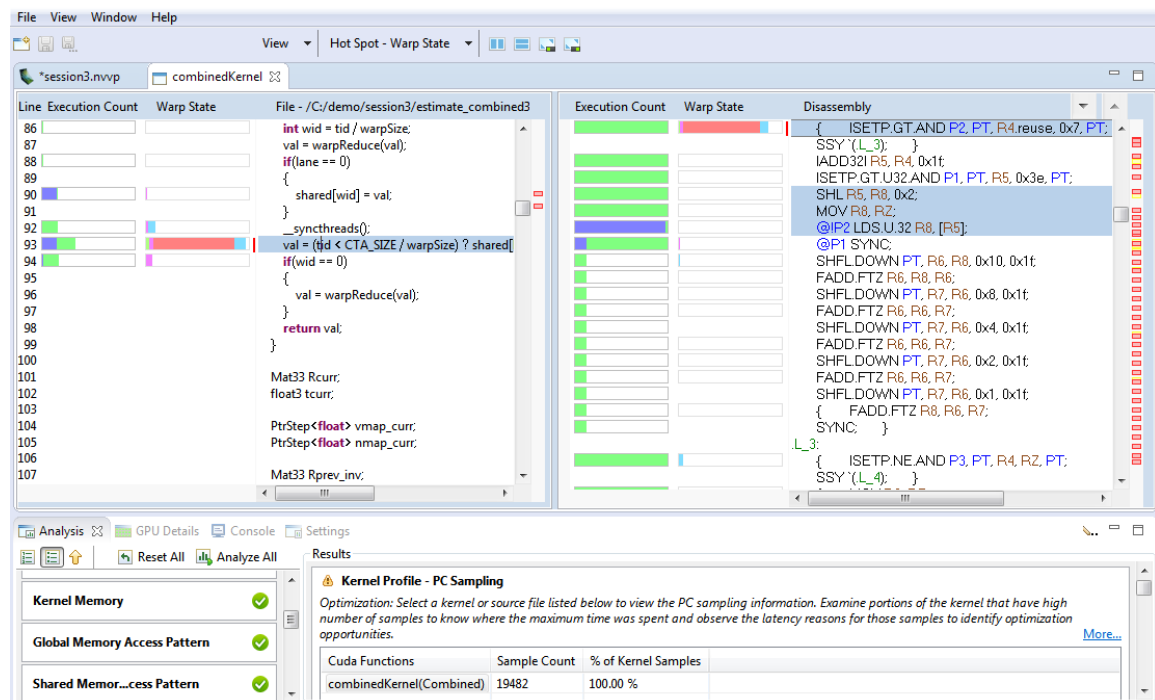 File View Window Help
View Hot Spot - Warp State
*session3.nvvp combinedKernel
Line Execution Count Warp State File - /C:/demo/session3/estimate_combined3
86 int wid = tid / warpSize;
87 val = warpReduce(val);
88 if(lane == 0)
89 {
90 shared[wid] = val;
91 }
92 __syncthreads();
93 val = (tid < CTA_SIZE / warpSize) ? shared[
94 if(wid == 0)
95 {
96 val = warpReduce(val);
97 }
98 return val;
99 }
100
101 Mat33 Rcurr;
102 float3 tcurr;
103
104 PtrStep<float> vmap_curr;
105 PtrStep<float> nmap_curr;
106
107 Mat33 Rprev_inv;
Execution Count Warp State Disassembly
{ ISETP.GT.AND P2, PT, R4.reuse, 0x7, PT;
SSY `(.L_3); }
IADD32I R5, R4, 0x1f;
ISETP.GT.U32.AND P1, PT, R5, 0x3e, PT;
SHL R5, R8, 0x2;
MOV R8, RZ;
@!P2 LDS.U.32 R8, [R5];
@P1 SYNC;
SHFL.DOWN PT, R6, R8, 0x10, 0x1f;
FADD.FTZ R6, R8, R6;
SHFL.DOWN PT, R7, R6, 0x8, 0x1f;
FADD.FTZ R6, R6, R7;
SHFL.DOWN PT, R7, R6, 0x4, 0x1f;
FADD.FTZ R6, R6, R7;
SHFL.DOWN PT, R7, R6, 0x2, 0x1f;
FADD.FTZ R6, R6, R7;
SHFL.DOWN PT, R7, R6, 0x1, 0x1f;
{ FADD.FTZ R8, R6, R7;
SYNC; }
.L_3:
{ ISETP.NE.AND P3, PT, R4, RZ, PT;
SSY `(.L_4); }
Analysis GPU Details Console Settings
Reset All Analyze All
Kernel Memory
Global Memory Access Pattern
Shared Memor...cess Pattern
Results
Kernel Profile - PC Sampling
Optimization: Select a kernel or source file listed below to view the PC sampling information. Examine portions of the kernel that have high
number of samples to know where the maximum time was spent and observe the latency reasons for those samples to identify optimization
opportunities.
More...
Cuda Functions Sample Count % of Kernel Samples
combinedKernel(Combined) 19482 100.00 %